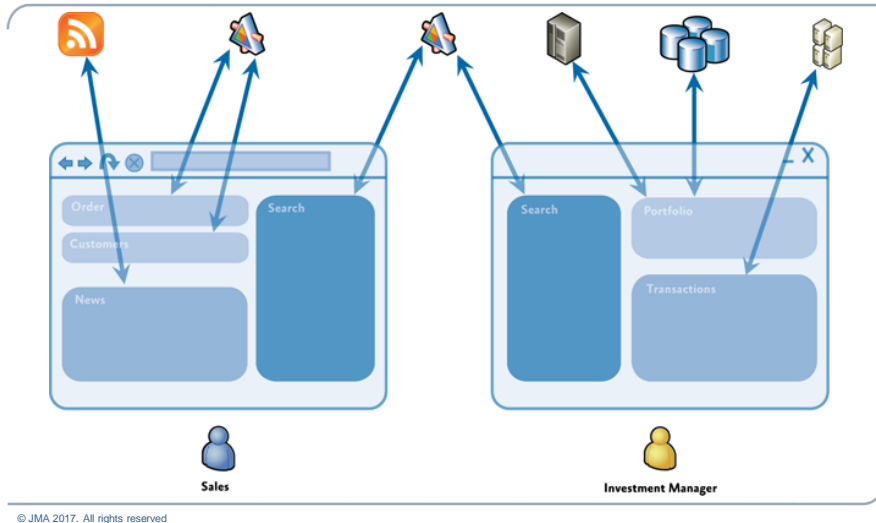 X
Order
Search
Customers
News
Search
Portfolio
Transactions
Sales
Investment Manager
© JMA 2017. All rights reserved